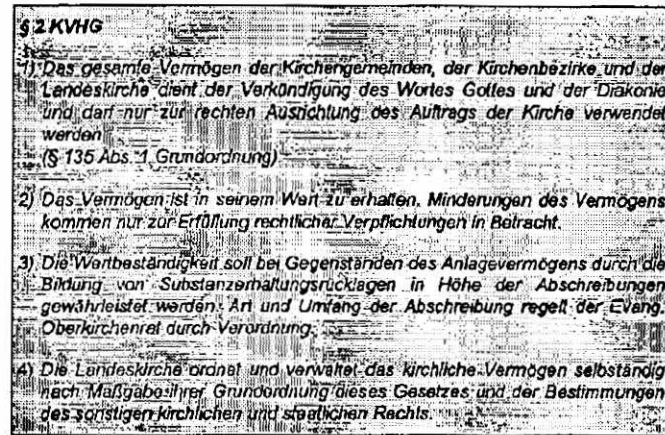 § 2 KVHG
1) Das gesamte Vermögen der Kirchengemeinden, der Kirchenbezirke und der
Landeskirche dient der Verkündigung des Wortes Gottes und der Diakonie
und darf nur zur rechten Ausrichtung des Auftrags der Kirche verwendet
werden
(§ 135 Abs. 1 Grundordnung)
2) Das Vermögen ist in seinem Wert zu erhalten. Minderungen des Vermögens
kommen nur zur Erfüllung rechtlicher Verpflichtungen in Betracht.
3) Die Wertbeständigkeit soll bei Gegenständen des Anlagevermögens durch die
Bildung von Substanzerhaltungsrücklagen in Höhe der Abschreibungen
gewährleistet werden. Art und Umfang der Abschreibung regelt der Evang.
Oberkirchenrat durch Verordnung.
4) Die Landeskirche ordnet und verwaltet das kirchliche Vermögen selbständig
nach Maßgabe ihrer Grundordnung dieses Gesetzes und der Bestimmungen
des sonstigen kirchlichen und staatlichen Rechts.